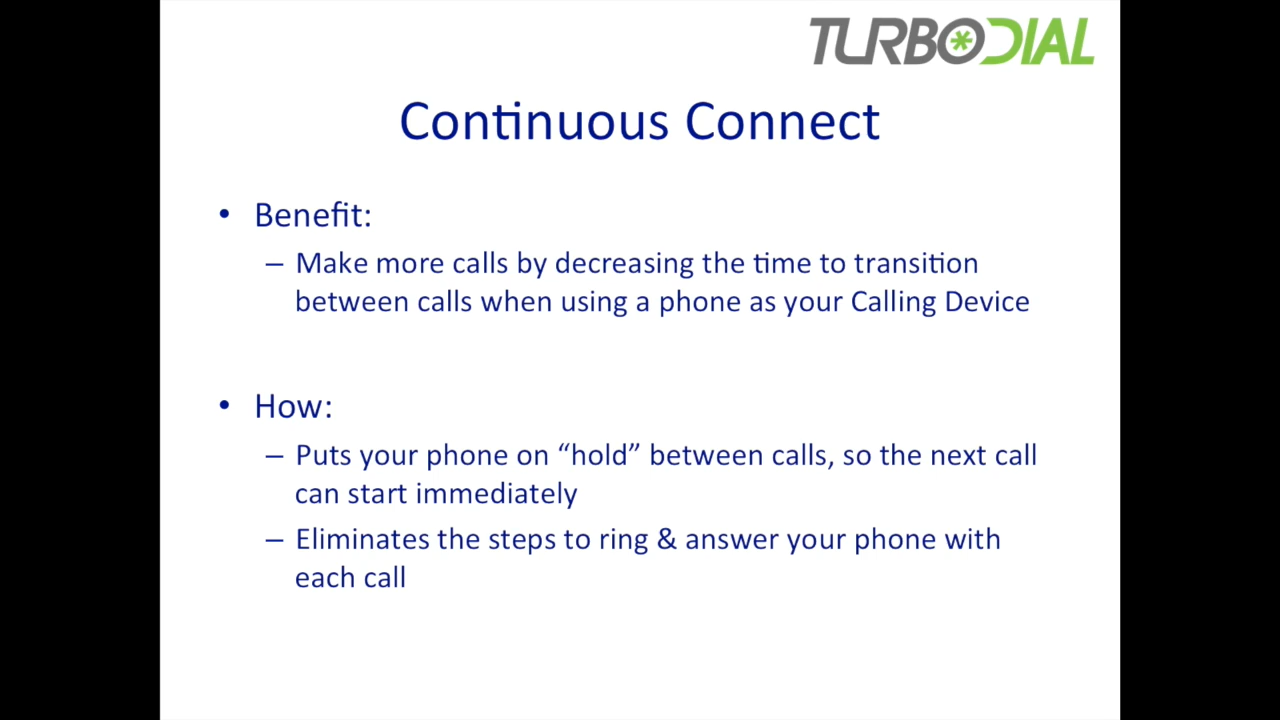 TURBODIAL
Continuous Connect
• Benefit:
– Make more calls by decreasing the time to transition
between calls when using a phone as your Calling Device
• How:
– Puts your phone on “hold” between calls, so the next call
can start immediately
– Eliminates the steps to ring & answer your phone with
each call